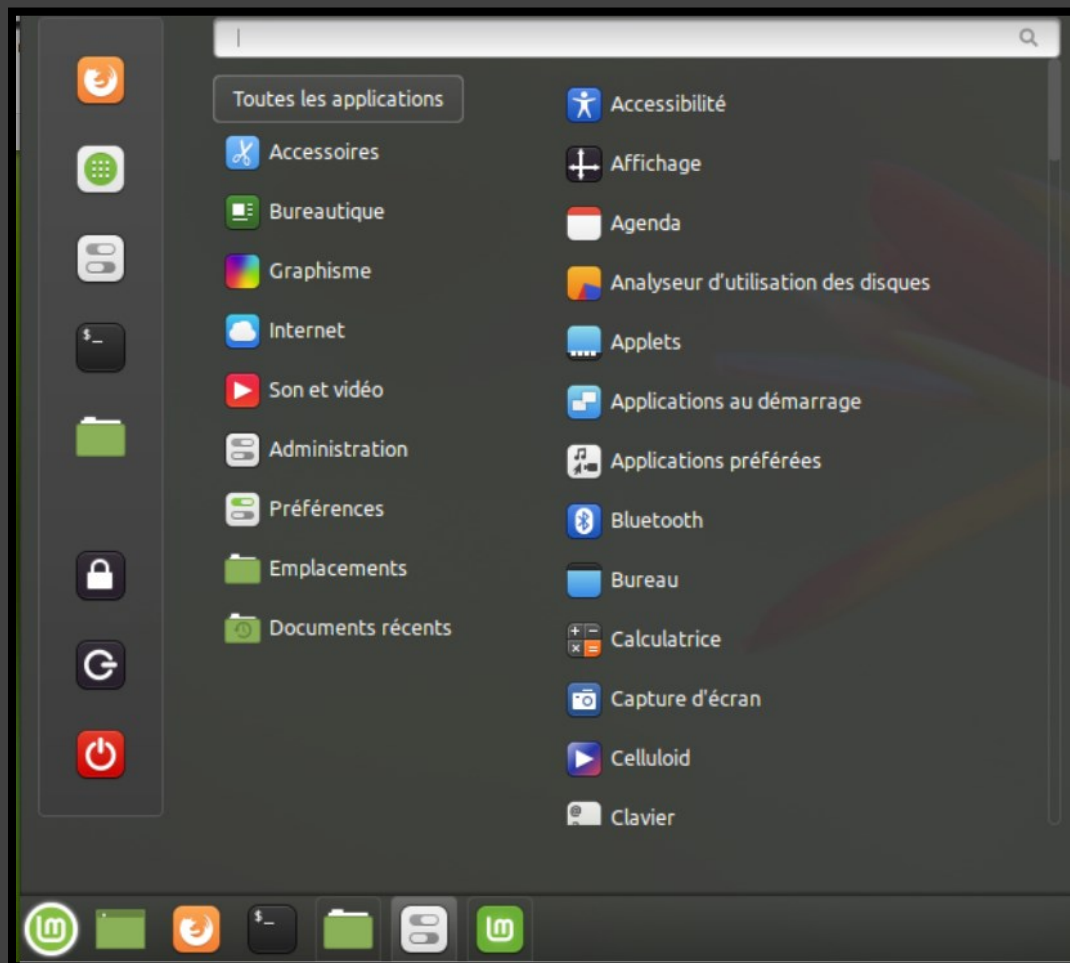 Toutes les applications
Accessoires
Bureautique
Graphisme
Internet
Son et vidéo
Administration
Préférences
Emplacements
Documents récents
Accessibilité
Affichage
Agenda
Analyseur d’utilisation des disques
Applets
Applications au démarrage
Applications préférées
Bluetooth
Bureau
Calculatrice
Capture d'écran
Celluloid
Clavier